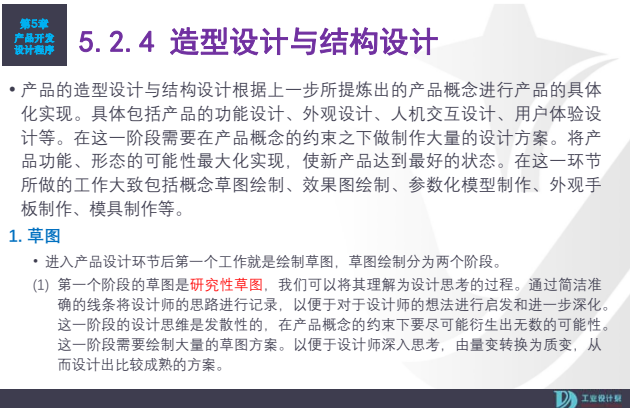 第5章
产品开发
设计程序
5.2.4 造型设计与结构设计
• 产品的造型设计与结构设计根据上一步所提炼出的产品概念进行产品的具体
化实现。具体包括产品的功能设计、外观设计、人机交互设计、用户体验设
计等。在这一阶段需要在产品概念的约束之下做制作大量的设计方案。将产
品功能、形态的可能性最大化实现，使新产品达到最好的状态。在这一环节
所做的工作大致包括概念草图绘制、效果图绘制、参数化模型制作、外观手
板制作、模具制作等。
1. 草图
• 进入产品设计环节后第一个工作就是绘制草图，草图绘制分为两个阶段。
(1) 第一个阶段的草图是研究性草图，我们可以将其理解为设计思考的过程。通过简洁准
确的线条将设计师的思路进行记录，以便于对于设计师的想法进行启发和进一步深化。
这一阶段的设计思维是发散性的，在产品概念的约束下要尽可能衍生出无数的可能性。
这一阶段需要绘制大量的草图方案。以便于设计师深入思考，由量变转换为质变，从
而设计出比较成熟的方案。
工业设计